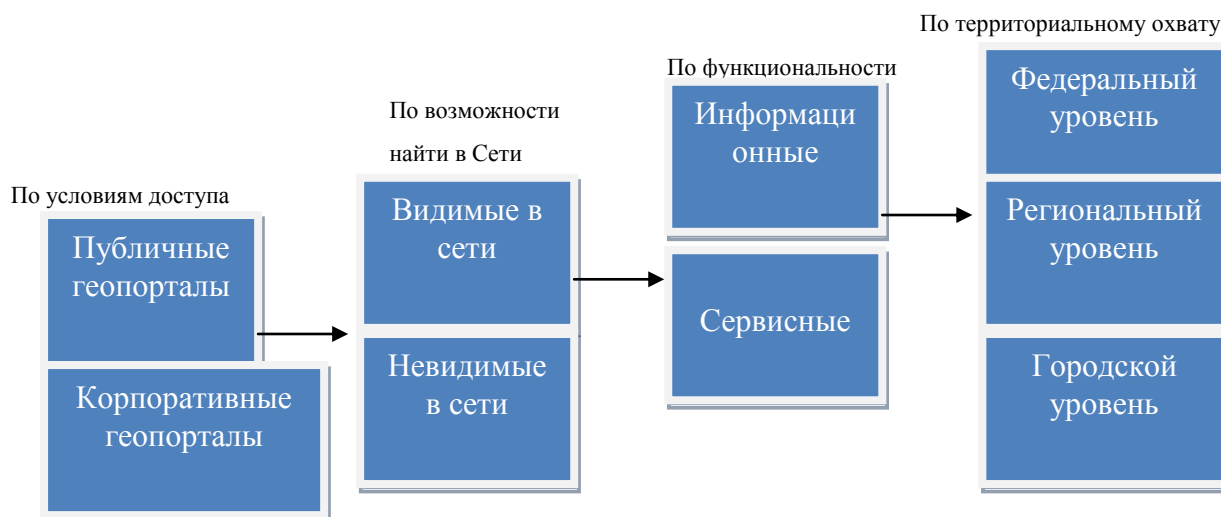 По условиям доступа
Публичные
геопорталы
Корпоративные
геопорталы
По возможности
найти в Сети
Видимые в
сети
Невидимые
в сети
По функциональности
Информаци
онные
Сервисные
По территориальному охвату
Федеральный
уровень
Региональный
уровень
Городской
уровень